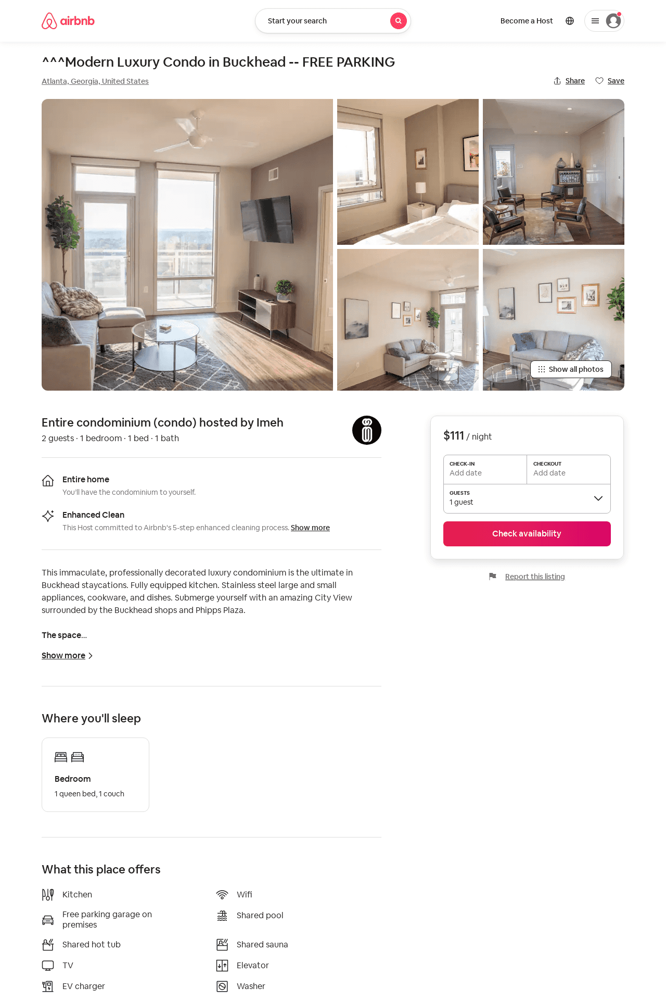 airbnb
Start your search
Become a Host
^^^Modern Luxury Condo in Buckhead -- FREE PARKING
Atlanta, Georgia, United States
Share
Save
Show all photos
Entire condominium (condo) hosted by Imeh
2 guests · 1 bedroom · 1 bed · 1 bath
Entire home
You’ll have the condominium to yourself.
Enhanced Clean
This Host committed to Airbnb's 5-step enhanced cleaning process. Show more
This immaculate, professionally decorated luxury condominium is the ultimate in
Buckhead staycations. Fully equipped kitchen. Stainless steel large and small
appliances, cookware, and dishes. Submerge yourself with an amazing City View
surrounded by the Buckhead shops and Phipps Plaza.
The space...
Show more
$111 / night
CHECK-IN
Add date
CHECKOUT
Add date
GUESTS
1 guest
Check availability
Report this listing
Where you'll sleep
Bedroom
1 queen bed, 1 couch
What this place offers
Kitchen
Wifi
Free parking garage on
premises
Shared pool
Shared hot tub
Shared sauna
TV
Elevator
EV charger
Washer